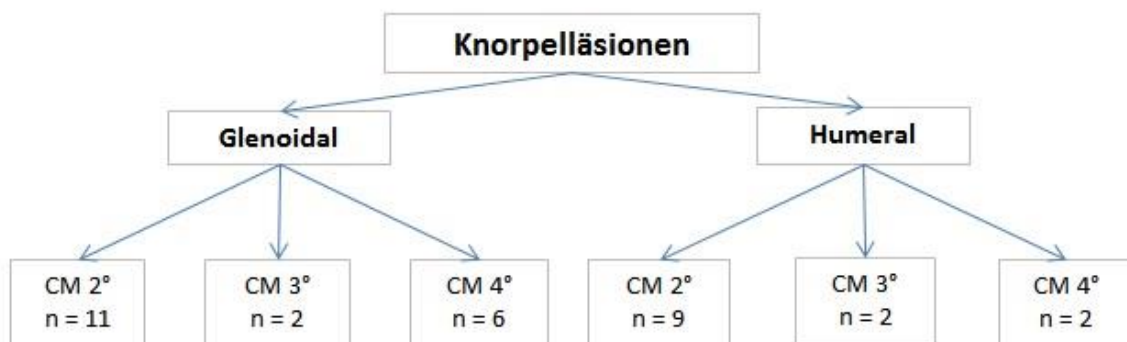 Knorpelläsionen
Glenoidal
Humeral
CM 2°
n = 11
CM 3°
n = 2
CM 4°
n = 6
CM 2°
n = 9
CM 3°
n = 2
CM 4°
n = 2